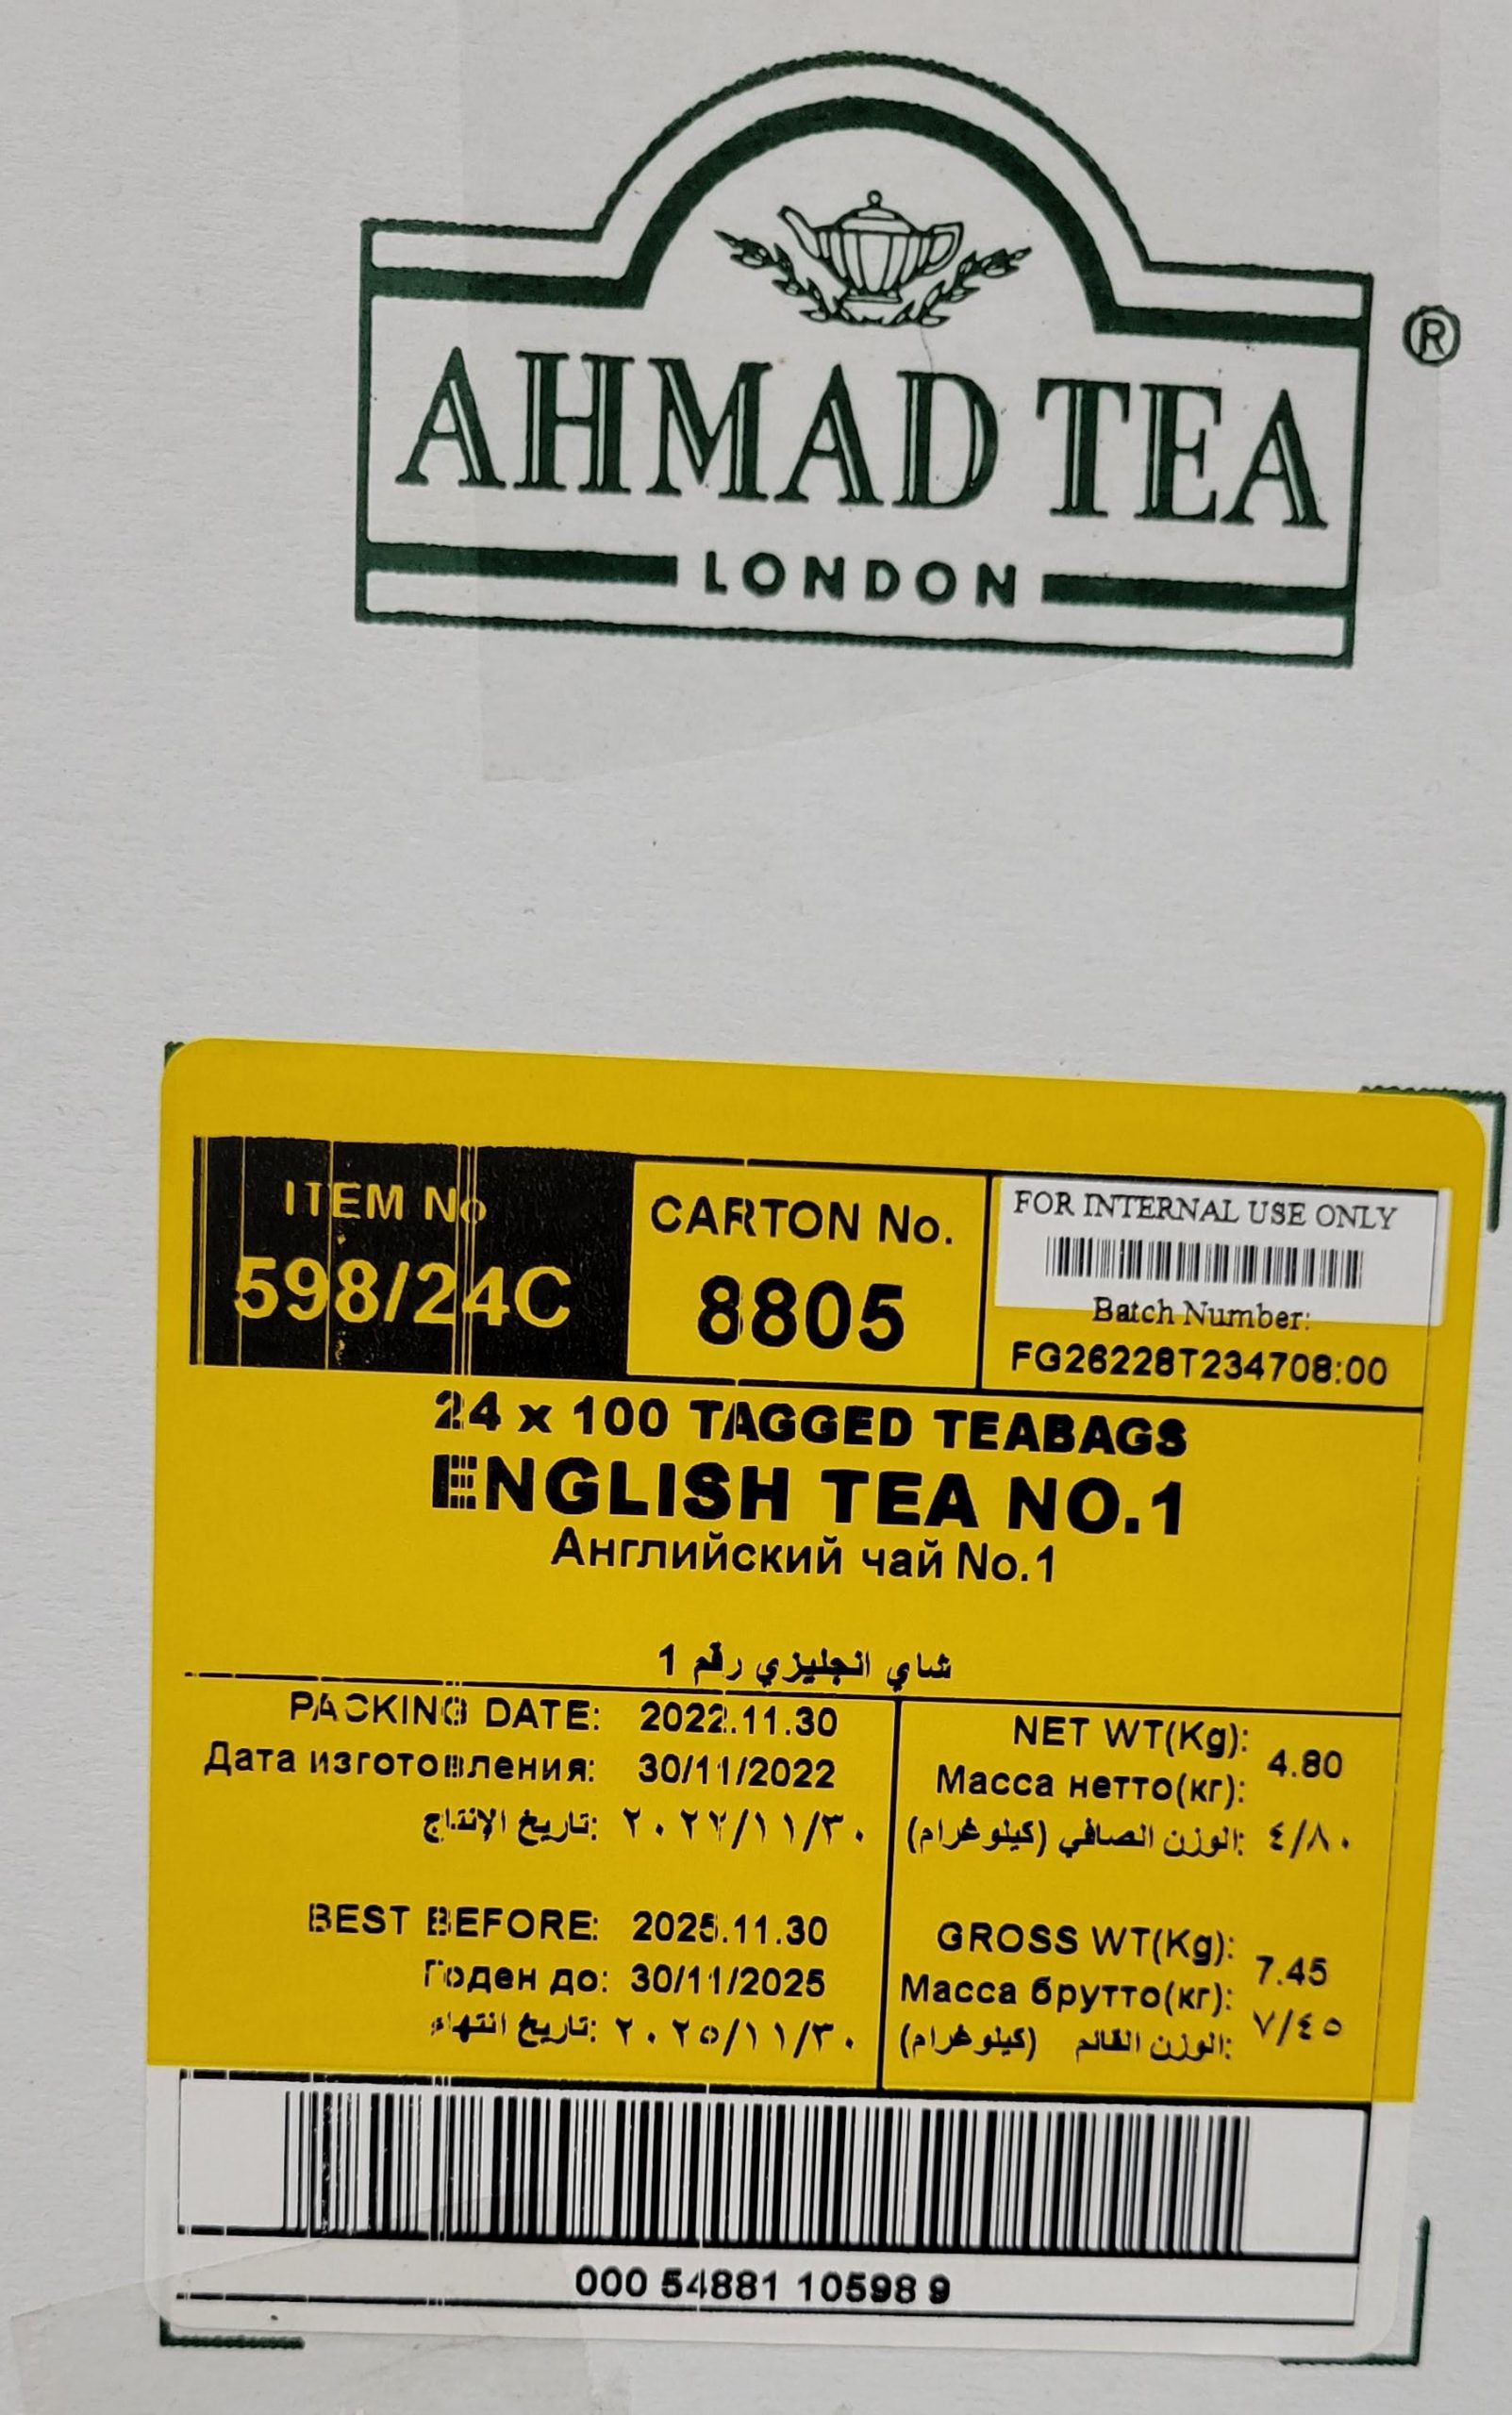 AHMAD TEA
®
LONDON
ITEM No
598/24C
CARTON No.
8805
FOR INTERNAL USE ONLY
Batch Number:
FG26228T234708:00
24 x 100 TAGGED TEABAGS
ENGLISH TEA NO.1
Английский чай No.1
شاي انجليزي رقم 1
PACKING DATE: 2022.11.30
Дата изготовления: 30/11/2022
تاريخ الإنتاج: ٢٠٢٢/١١/٣٠
NET WT(Kg): 4.80
Масса нетто(кг):
الوزن الصافي (كيلوغرام): ٤/٨٠
BEST BEFORE: 2025.11.30
Годен до: 30/11/2025
تاريخ انتهاء: ٢٠٢٥/١١/٣٠
GROSS WT(Kg): 7.45
Масса брутто(кг):
الوزن القائم (كيلوغرام): ٧/٤٥
000 54881 10598 9